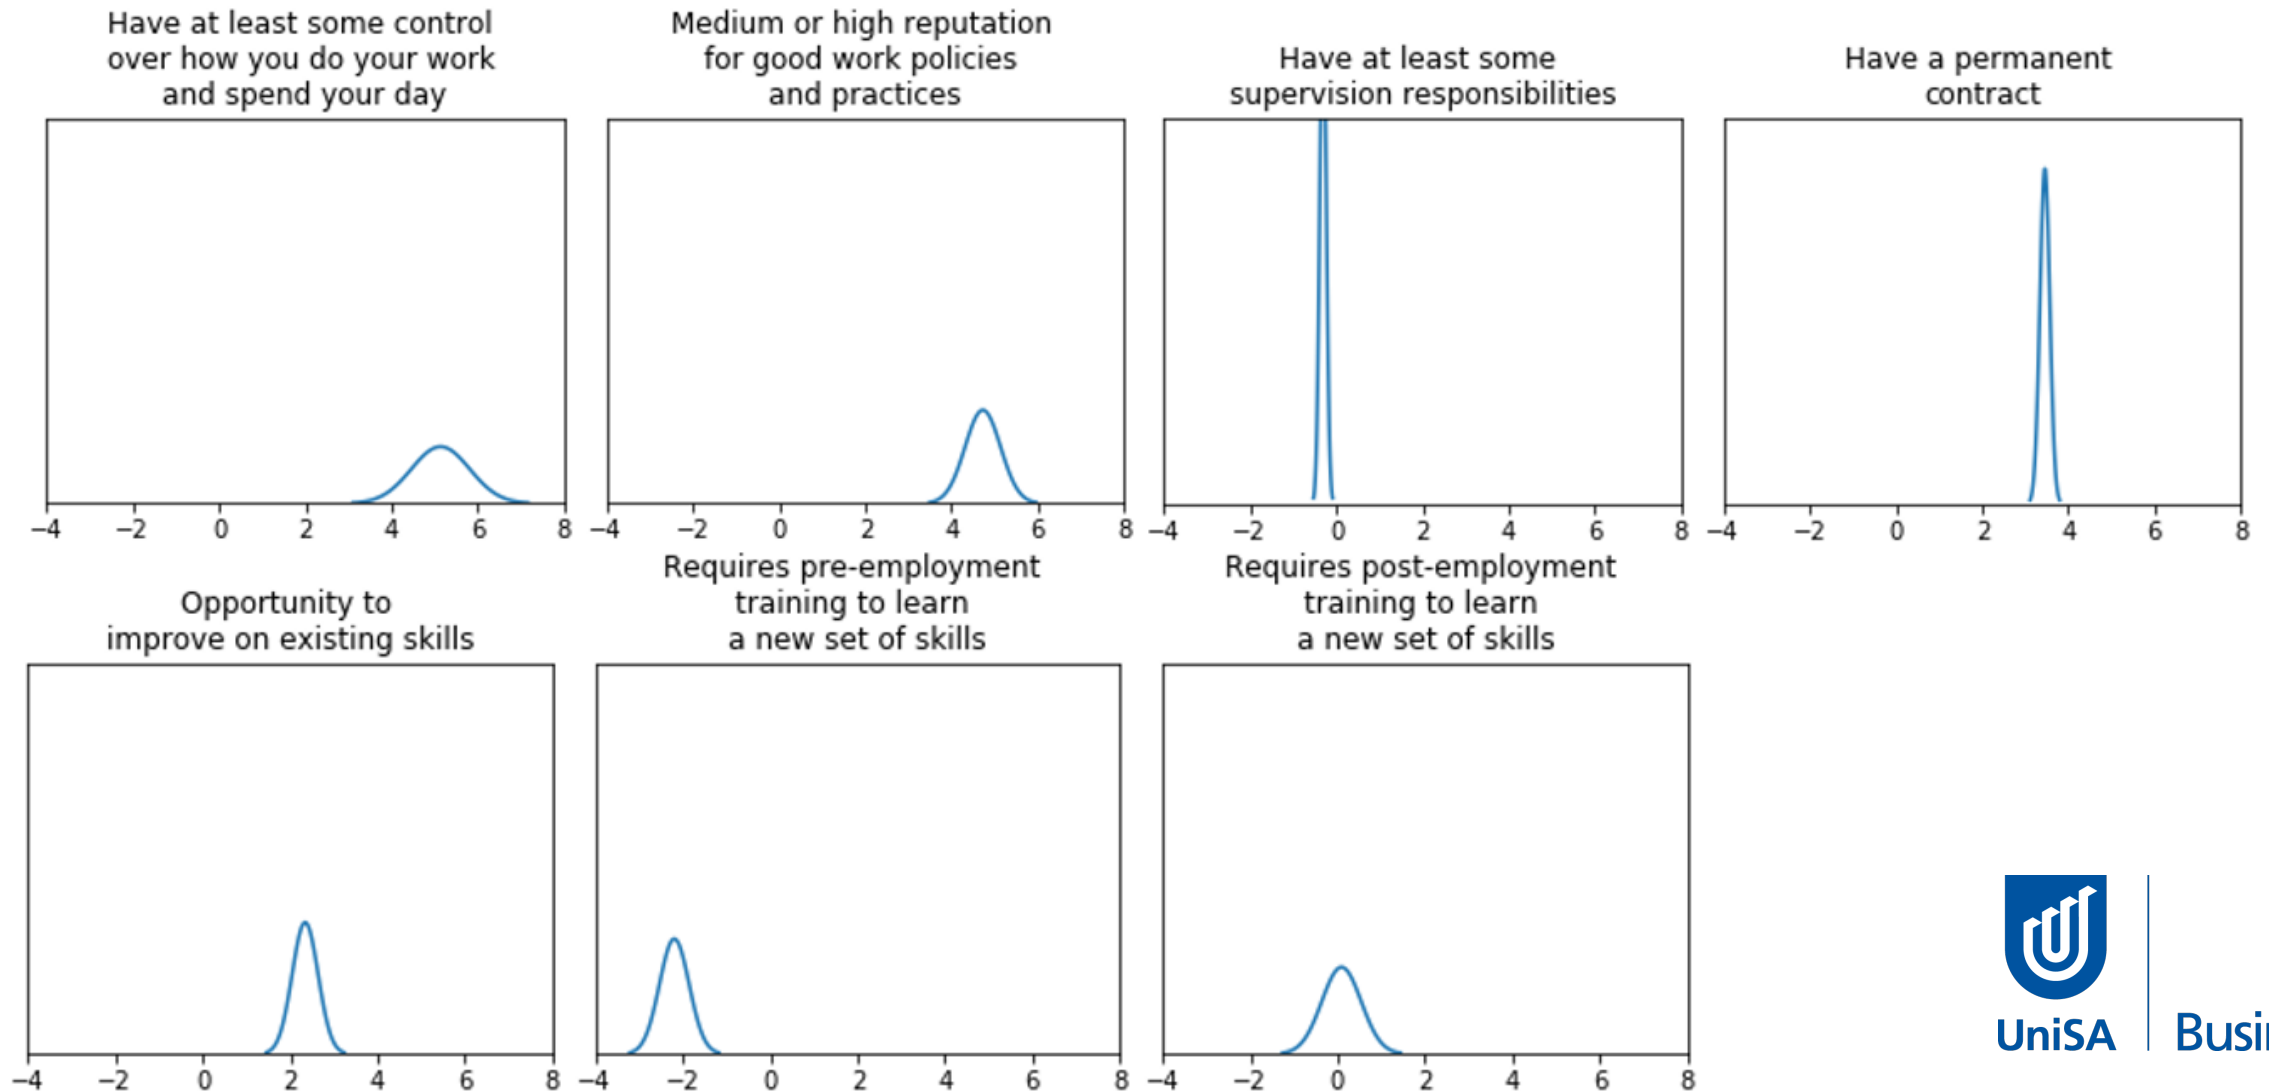 Have at least some control
over how you do your work
and spend your day
Medium or high reputation
for good work policies
and practices
Have at least some
supervision responsibilities
Have a permanent
contract
−4 −2 0 2 4 6 8
−4 −2 0 2 4 6 8
−4 −2 0 2 4 6 8
−4 −2 0 2 4 6 8
Opportunity to
improve on existing skills
Requires pre-employment
training to learn
a new set of skills
Requires post-employment
training to learn
a new set of skills
−4 −2 0 2 4 6 8
−4 −2 0 2 4 6 8
−4 −2 0 2 4 6 8
UniSA